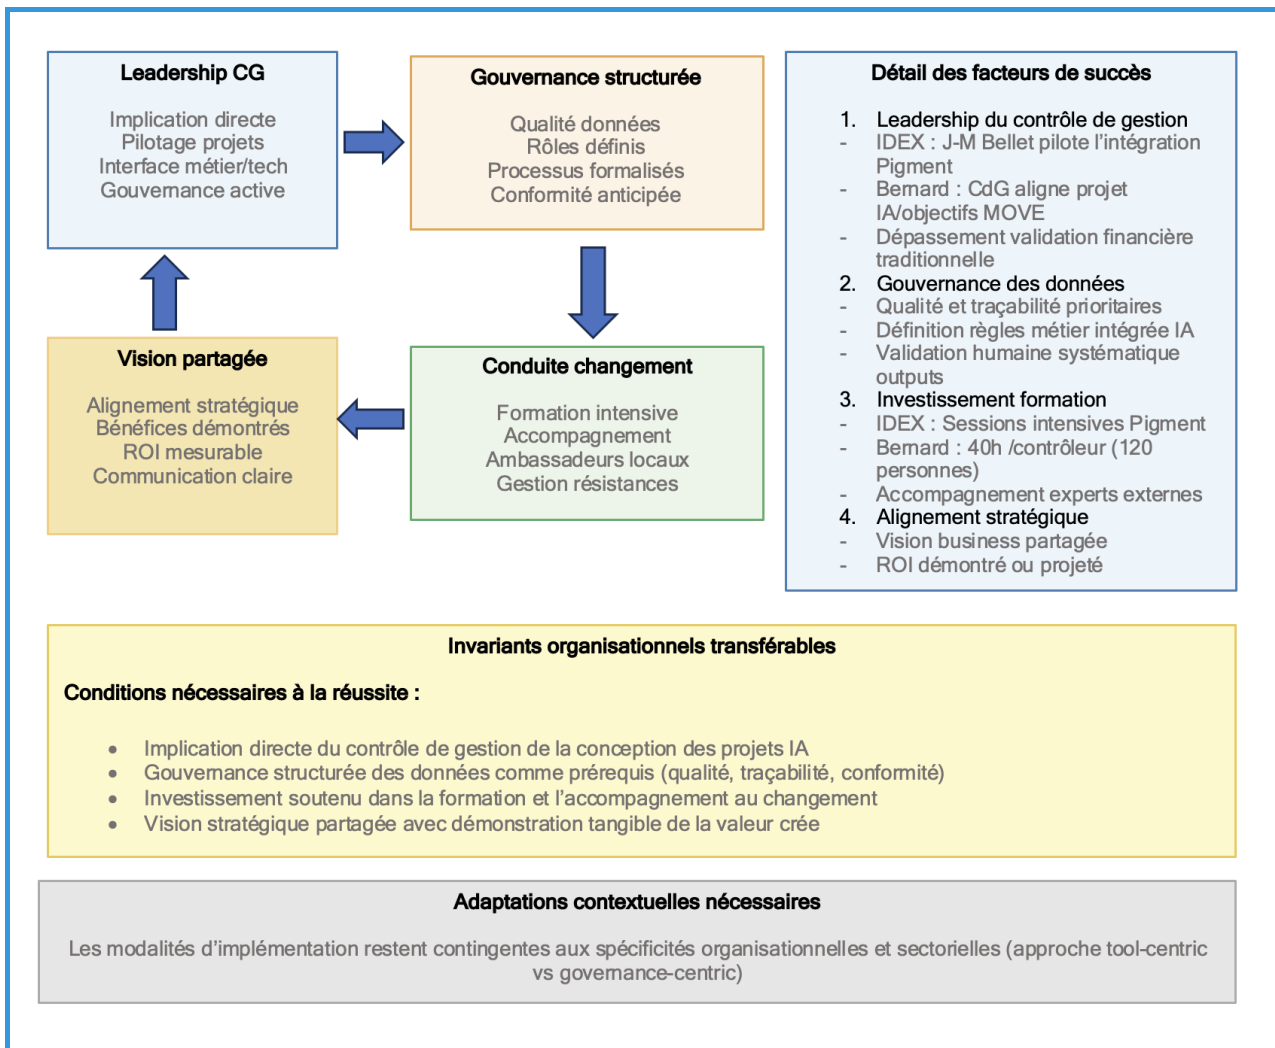 Leadership CG
Implication directe
Pilotage projets
Interface métier/tech
Gouvernance active
Gouvernance structurée
Qualité données
Rôles définis
Processus formalisés
Conformité anticipée
Vision partagée
Alignement stratégique
Bénéfices démontrés
ROI mesurable
Communication claire
Conduite changement
Formation intensive
Accompagnement
Ambassadeurs locaux
Gestion résistances
Détail des facteurs de succès
1. Leadership du contrôle de gestion
- IDEX : J-M Bellet pilote l’intégration
Pigment
- Bernard : CdG aligne projet
IA/objectifs MOVE
- Dépassement validation financière
traditionnelle
2. Gouvernance des données
- Qualité et traçabilité prioritaires
- Définition règles métier intégrée IA
- Validation humaine systématique
outputs
3. Investissement formation
- IDEX : Sessions intensives Pigment
- Bernard : 40h /contrôleur (120
personnes)
- Accompagnement experts externes
4. Alignement stratégique
- Vision business partagée
- ROI démontré ou projeté
Invariants organisationnels transférables
Conditions nécessaires à la réussite :
• Implication directe du contrôle de gestion de la conception des projets IA
• Gouvernance structurée des données comme prérequis (qualité, traçabilité, conformité)
• Investissement soutenu dans la formation et l’accompagnement au changement
• Vision stratégique partagée avec démonstration tangible de la valeur crée
Adaptations contextuelles nécessaires
Les modalités d’implémentation restent contingentes aux spécificités organisationnelles et sectorielles (approche tool-centric
vs governance-centric)